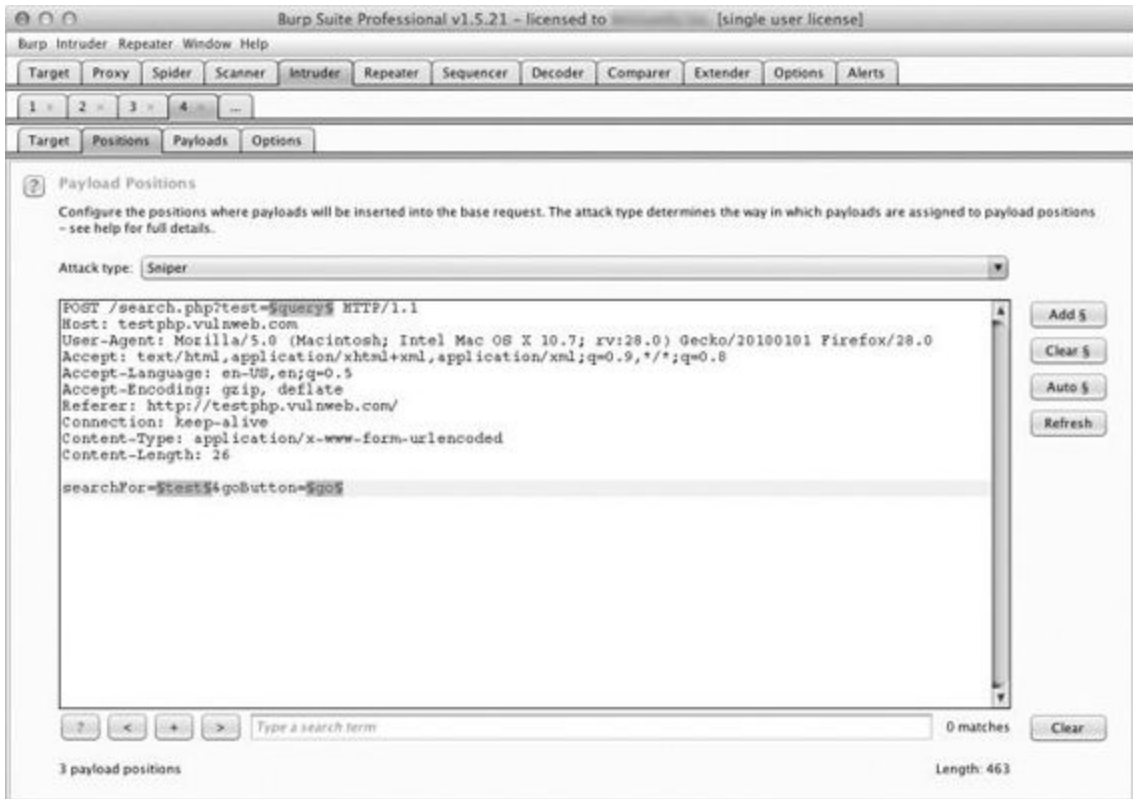 Burp Suite Professional v1.5.21 – licensed to [single user license]
Burp Intruder Repeater Window Help
Target Proxy Spider Scanner Intruder Repeater Sequencer Decoder Comparer Extender Options Alerts
1 × 2 × 3 × 4 × ...
Target Positions Payloads Options
? Payload Positions
Configure the positions where payloads will be inserted into the base request. The attack type determines the way in which payloads are assigned to payload positions
– see help for full details.
Attack type: Sniper
POST /search.php?test=§query§ HTTP/1.1
Host: testphp.vulnweb.com
User-Agent: Mozilla/5.0 (Macintosh; Intel Mac OS X 10.7; rv:28.0) Gecko/20100101 Firefox/28.0
Accept: text/html,application/xhtml+xml,application/xml;q=0.9,*/*;q=0.8
Accept-Language: en-US,en;q=0.5
Accept-Encoding: gzip, deflate
Referer: http://testphp.vulnweb.com/
Connection: keep-alive
Content-Type: application/x-www-form-urlencoded
Content-Length: 26
searchFor=§test§&goButton=§go§
Add §
Clear §
Auto §
Refresh
? < + > Type a search term 0 matches Clear
3 payload positions Length: 463